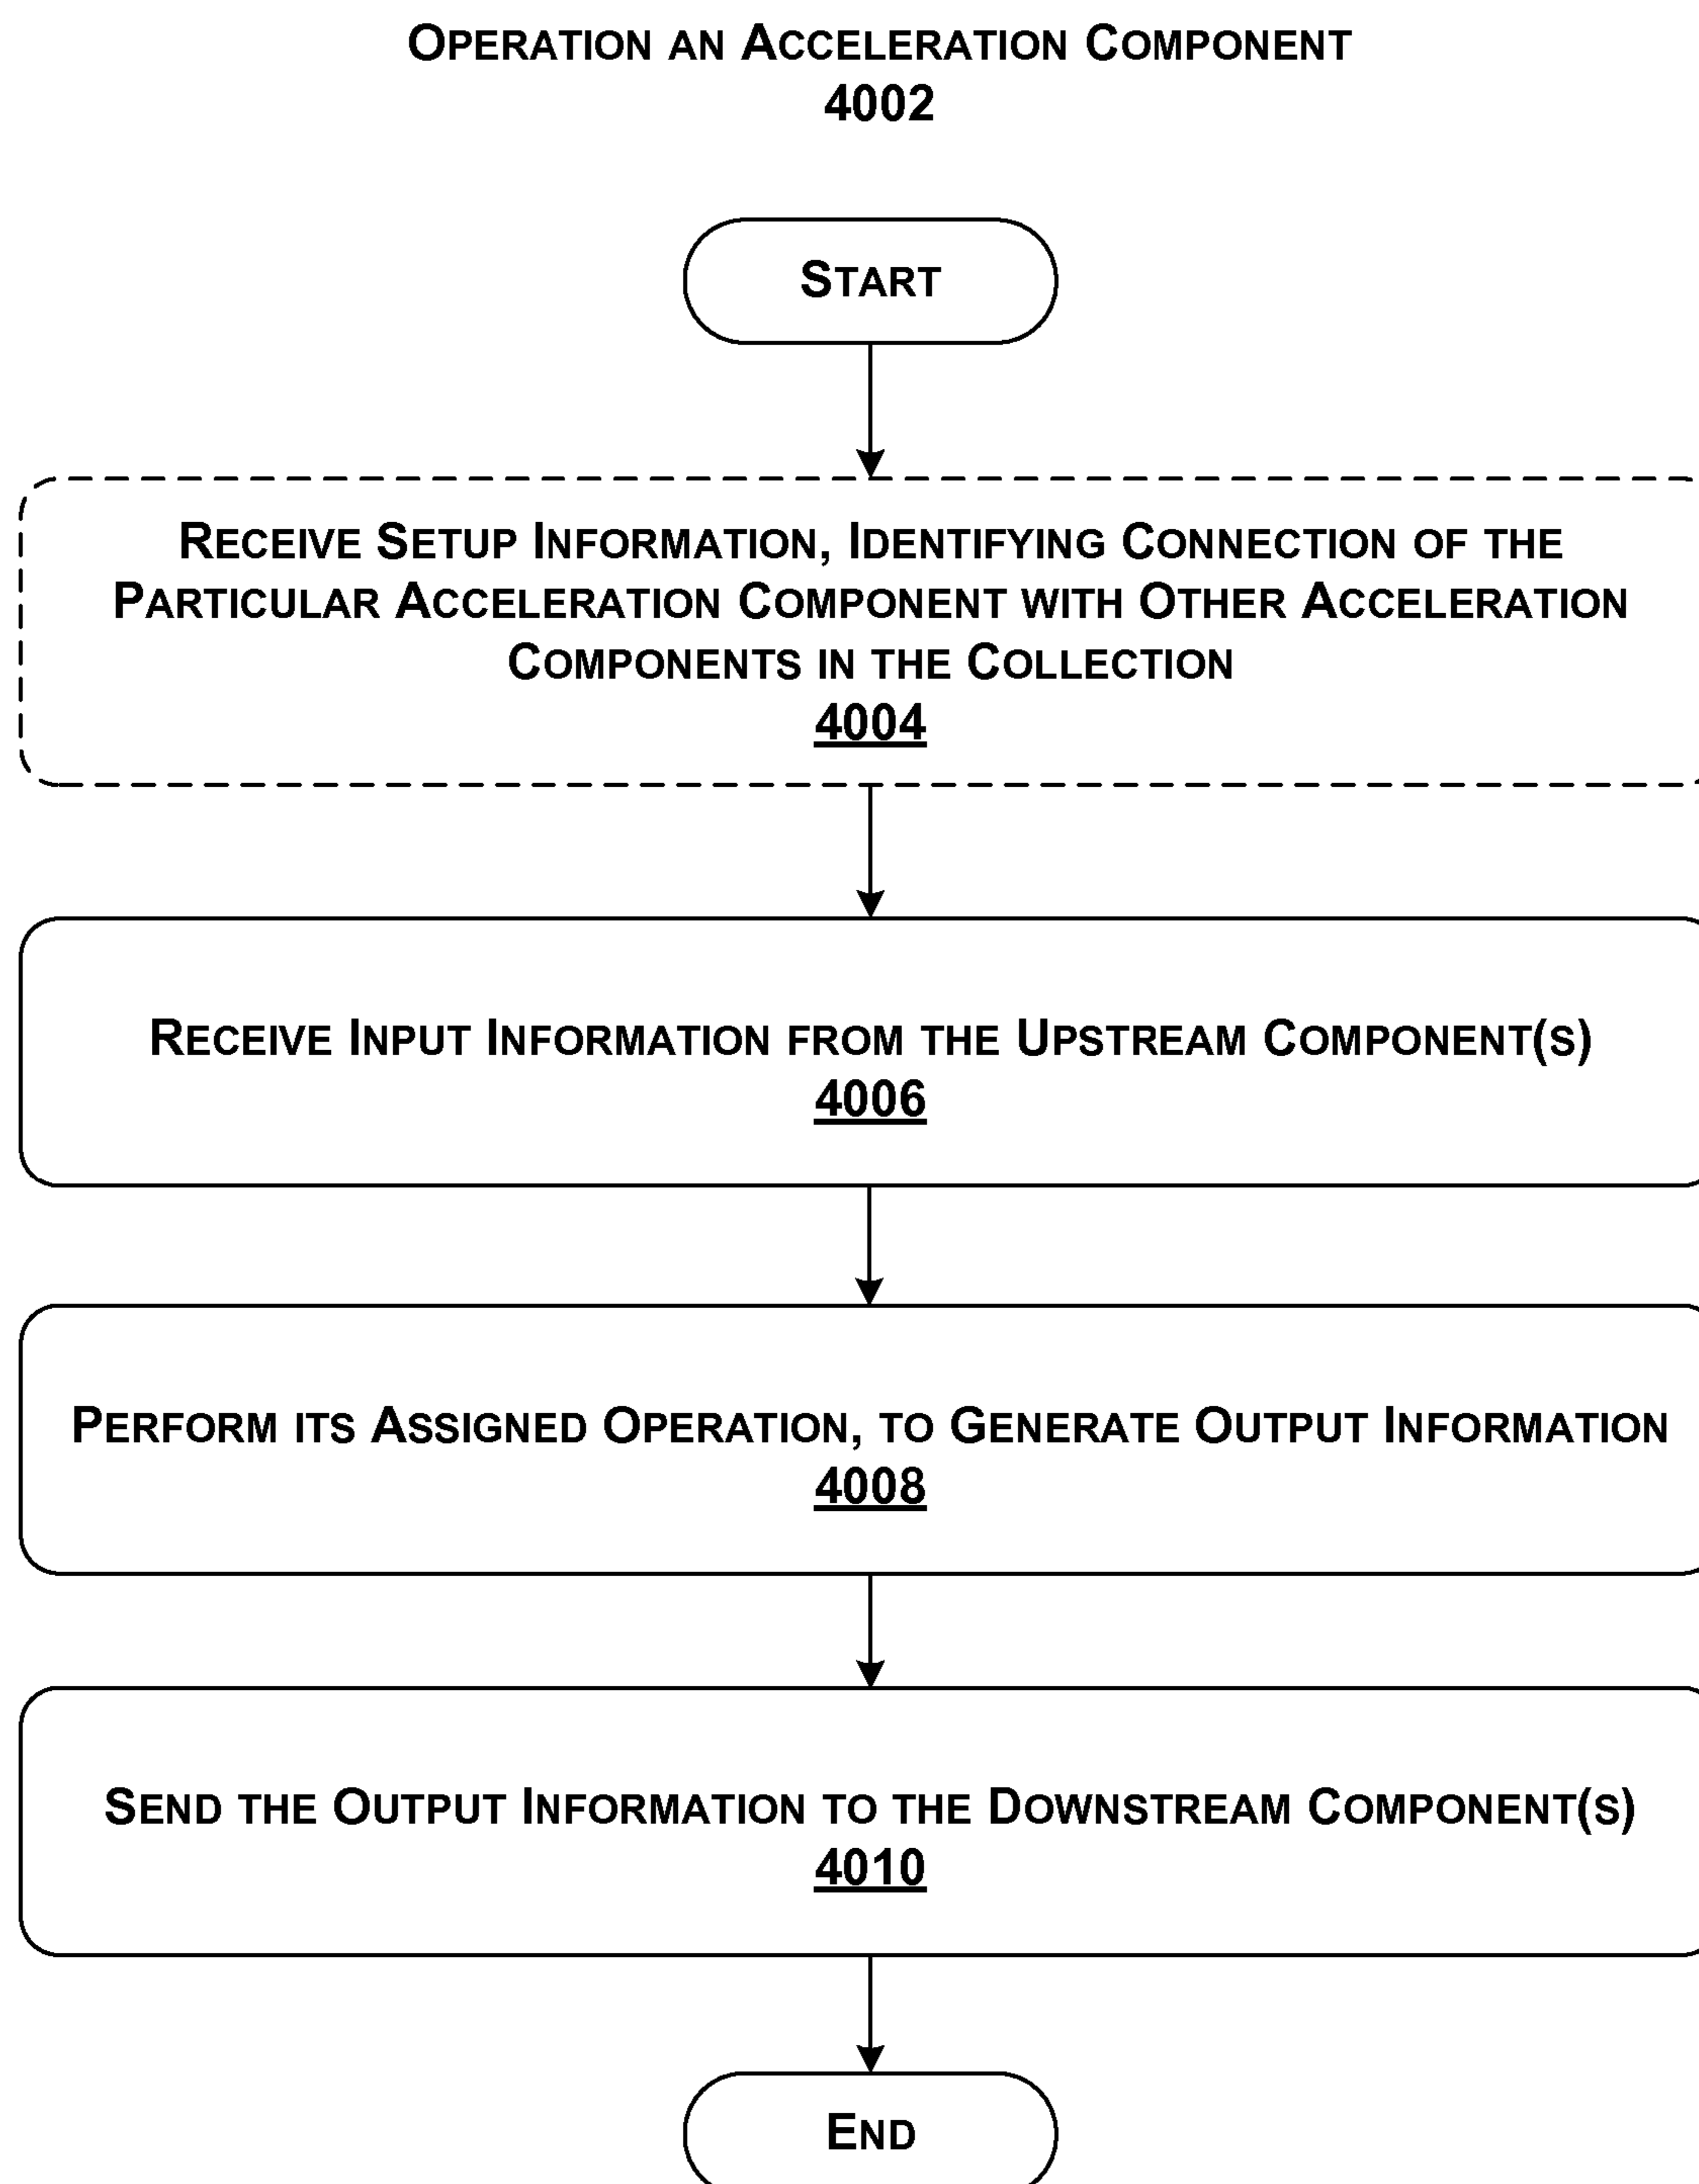 OPERATION AN ACCELERATION COMPONENT
4002
START
RECEIVE SETUP INFORMATION, IDENTIFYING CONNECTION OF THE
PARTICULAR ACCELERATION COMPONENT WITH OTHER ACCELERATION
COMPONENTS IN THE COLLECTION
4004
RECEIVE INPUT INFORMATION FROM THE UPSTREAM COMPONENT(S)
4006
PERFORM ITS ASSIGNED OPERATION, TO GENERATE OUTPUT INFORMATION
4008
SEND THE OUTPUT INFORMATION TO THE DOWNSTREAM COMPONENT(S)
4010
END